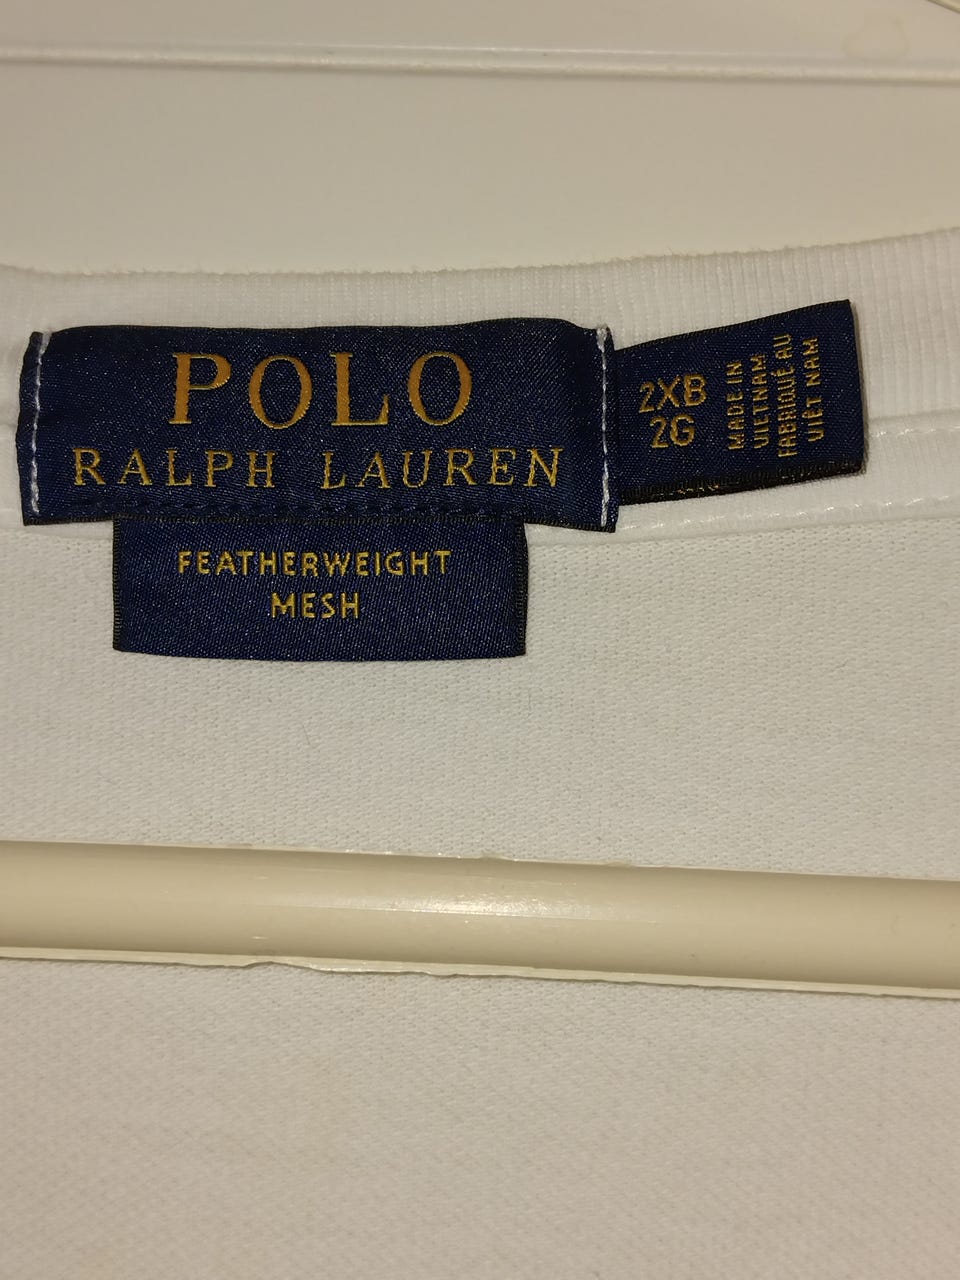 POLO
RALPH LAUREN
FEATHERWEIGHT
MESH
2XB
2G
MADE IN
VIETNAM
FABRIQUÉ AU
VIÊT NAM